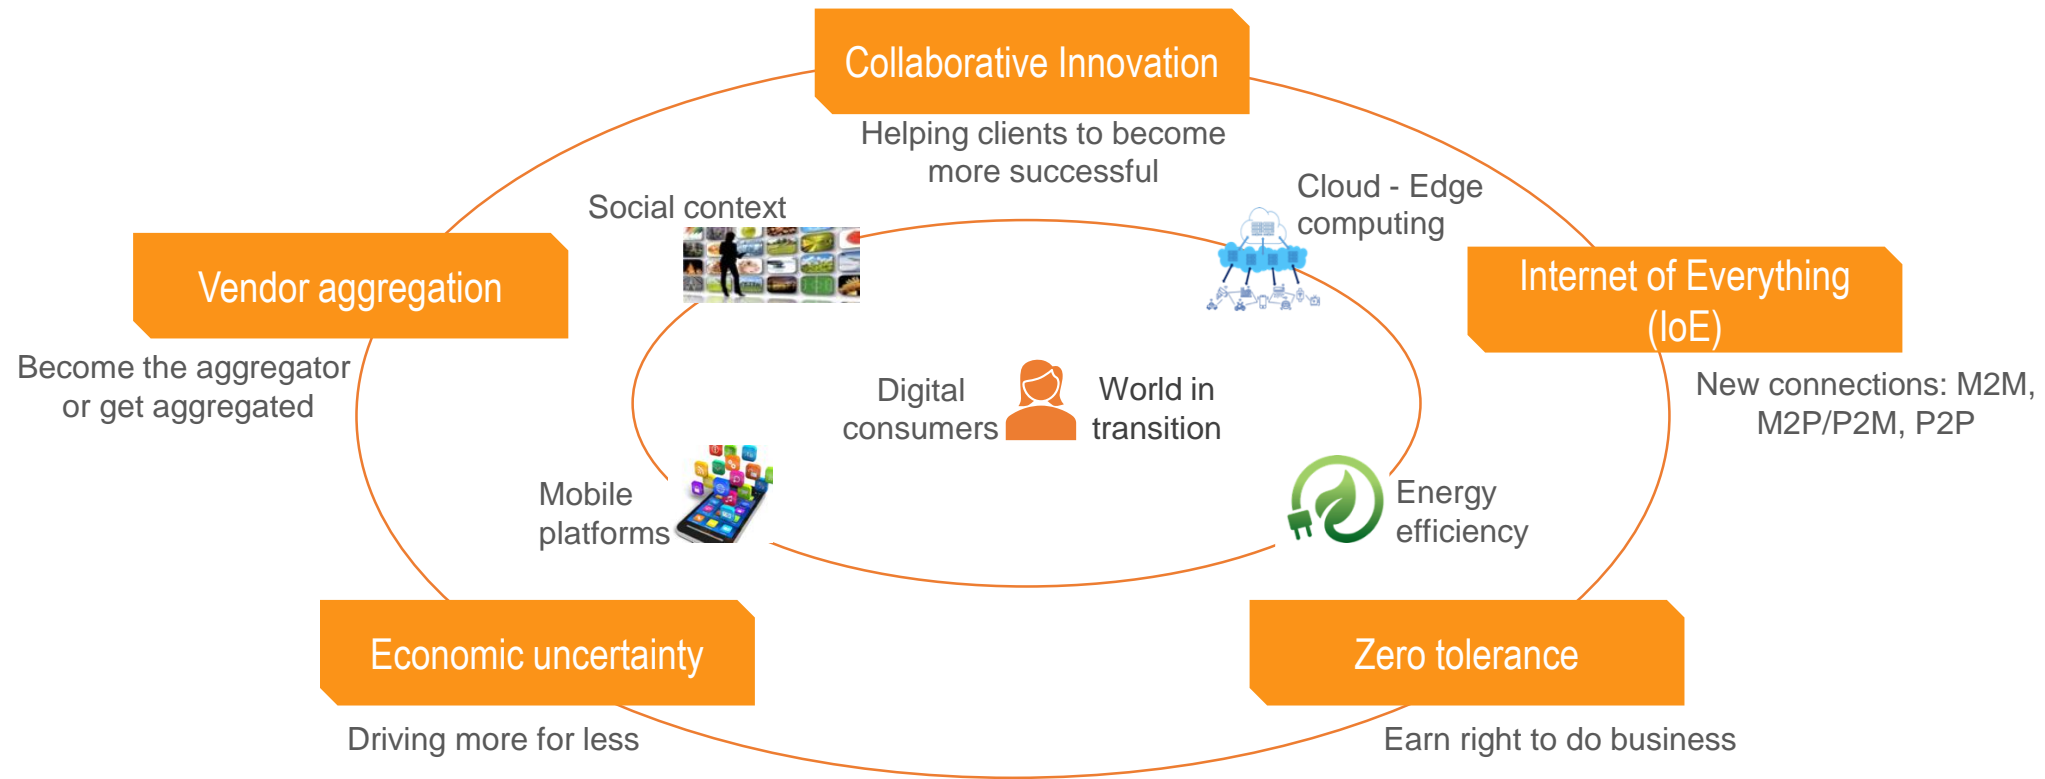 Collaborative Innovation
Helping clients to become
more successful
Social context
Cloud - Edge
computing
Vendor aggregation
Become the aggregator
or get aggregated
Internet of Everything
(IoE)
New connections: M2M,
M2P/P2M, P2P
Digital
consumers
World in
transition
Mobile
platforms
Energy
efficiency
Economic uncertainty
Driving more for less
Zero tolerance
Earn right to do business